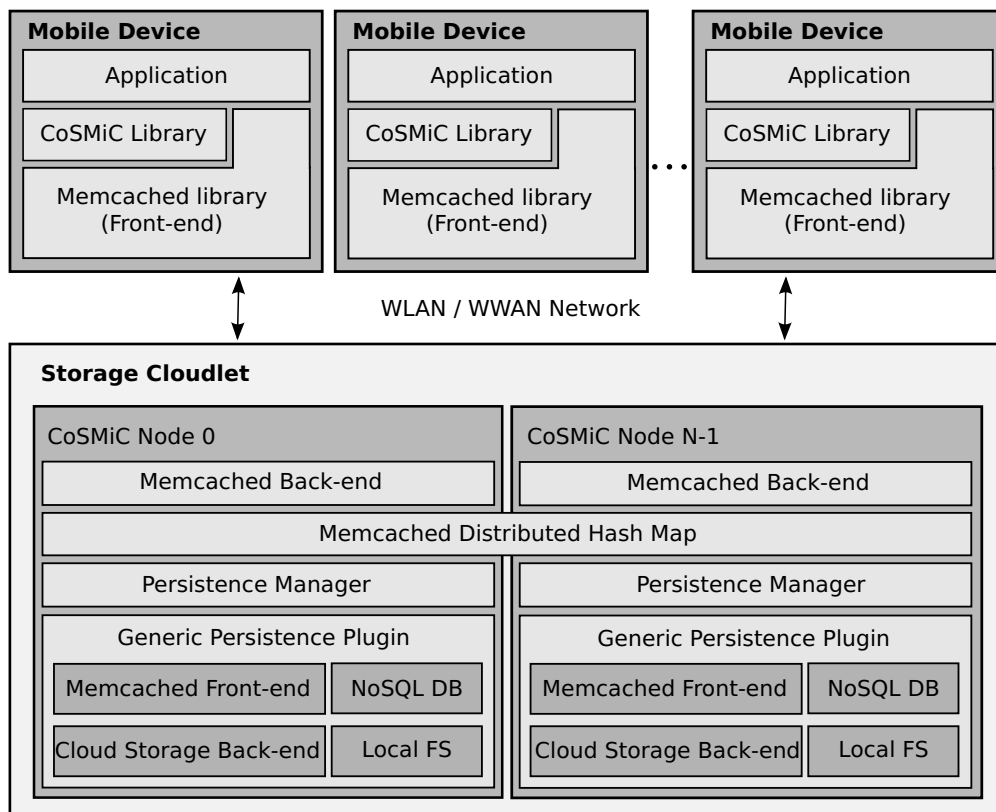 Mobile Device
Application
CoSMiC Library
Memcached library
(Front-end)
Mobile Device
Application
CoSMiC Library
Memcached library
(Front-end)
...
Mobile Device
Application
CoSMiC Library
Memcached library
(Front-end)
WLAN / WWAN Network
Storage Cloudlet
CoSMiC Node 0
Memcached Back-end
CoSMiC Node N-1
Memcached Back-end
Memcached Distributed Hash Map
Persistence Manager
Generic Persistence Plugin
Memcached Front-end
NoSQL DB
Cloud Storage Back-end
Local FS
Persistence Manager
Generic Persistence Plugin
Memcached Front-end
NoSQL DB
Cloud Storage Back-end
Local FS